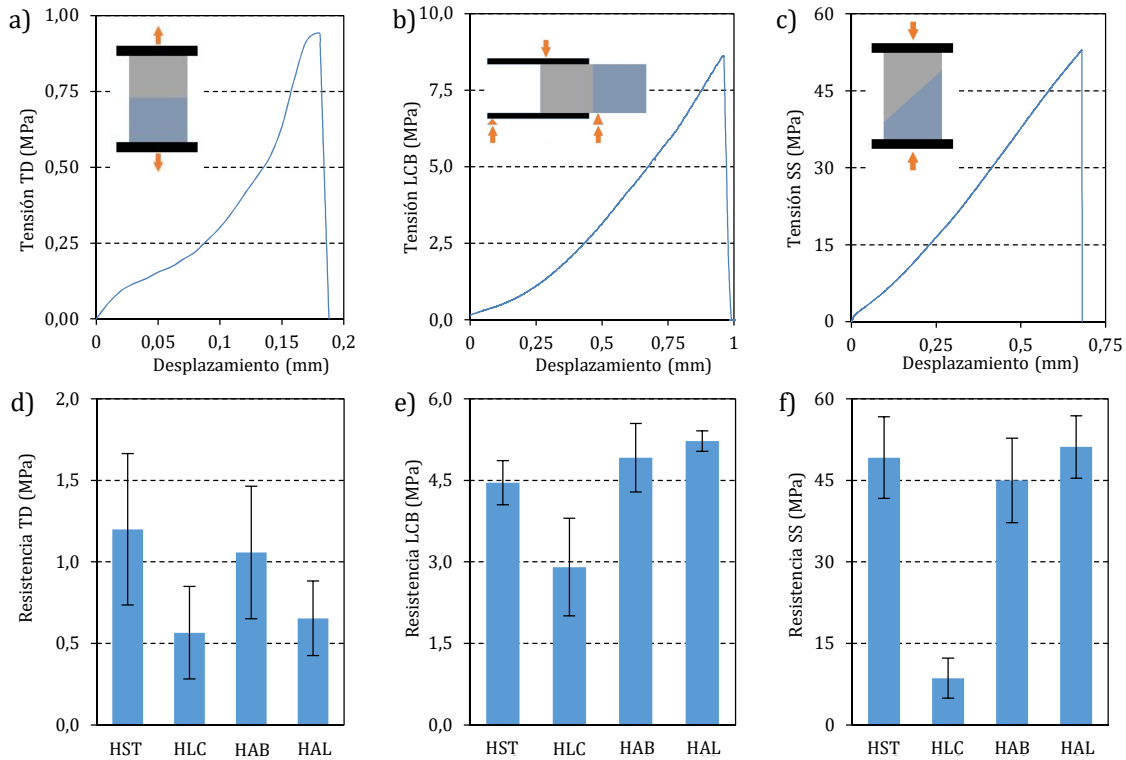 a)
Tensión TD (MPa)
1,00
0,75
0,50
0,25
0,00
0 0,05 0,1 0,15 0,2
Desplazamiento (mm)
b)
Tensión LCB (MPa)
10,0
7,5
5,0
2,5
0,0
0 0,25 0,5 0,75 1
Desplazamiento (mm)
c)
Tensión SS (MPa)
60
45
30
15
0
0 0,25 0,5 0,75
Desplazamiento (mm)
d)
Resistencia TD (MPa)
2,0
1,5
1,0
0,5
0,0
HST HLC HAB HAL
e)
Resistencia LCB (MPa)
6,0
4,5
3,0
1,5
0,0
HST HLC HAB HAL
f)
Resistencia SS (MPa)
60
45
30
15
0
HST HLC HAB HAL